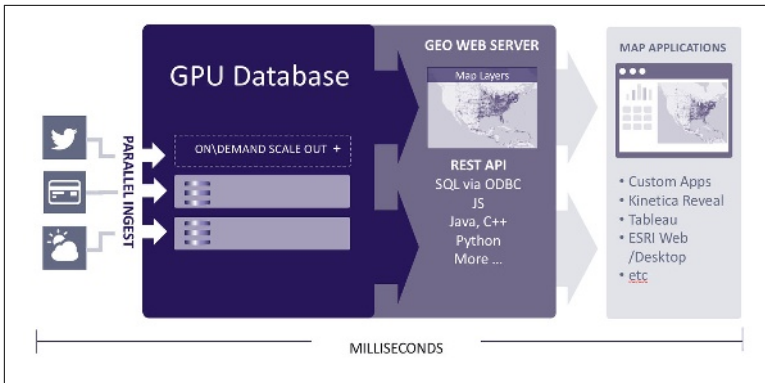 PARALLEL INGEST
GPU Database
ON\DEMAND SCALE OUT +
GEO WEB SERVER
Map Layers
REST API
SQL via ODBC
JS
Java, C++
Python
More ...
MAP APPLICATIONS
• Custom Apps
• Kinetica Reveal
• Tableau
• ESRI Web
/Desktop
• etc
MILLISECONDS